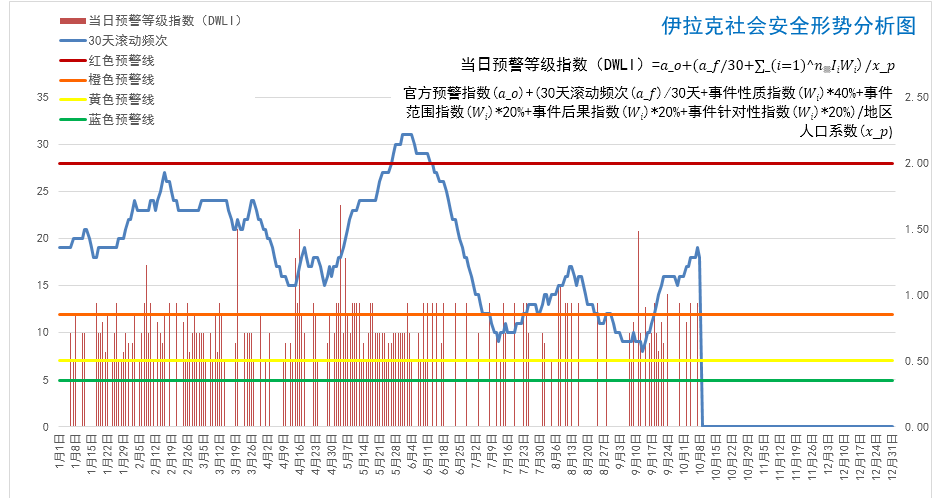 当日预警等级指数（DWLI）
30天滚动频次
红色预警线
橙色预警线
黄色预警线
蓝色预警线
伊拉克社会安全形势分析图
当日预警等级指数（DWLI）=a_o+(a_f/30+∑_(i=1)^n▒IᵢWᵢ)/x_p
官方预警指数(a_o)+(30天滚动频次(a_f)/30天+事件性质指数(Wᵢ)*40%+事件
范围指数(Wᵢ)*20%+事件后果指数(Wᵢ)*20%+事件针对性指数(Wᵢ)*20%)/地区
人口系数(x_p)
35
30
25
20
15
10
5
0
2.50
2.00
1.50
1.00
0.50
0.00
1月1日
1月8日
1月15日
1月22日
1月29日
2月5日
2月12日
2月19日
2月26日
3月5日
3月12日
3月19日
3月26日
4月2日
4月9日
4月16日
4月23日
4月30日
5月7日
5月14日
5月21日
5月28日
6月4日
6月11日
6月18日
6月25日
7月2日
7月9日
7月16日
7月23日
7月30日
8月6日
8月13日
8月20日
8月27日
9月3日
9月10日
9月17日
9月24日
10月1日
10月8日
10月15日
10月22日
10月29日
11月5日
11月12日
11月19日
11月26日
12月3日
12月10日
12月17日
12月24日
12月31日